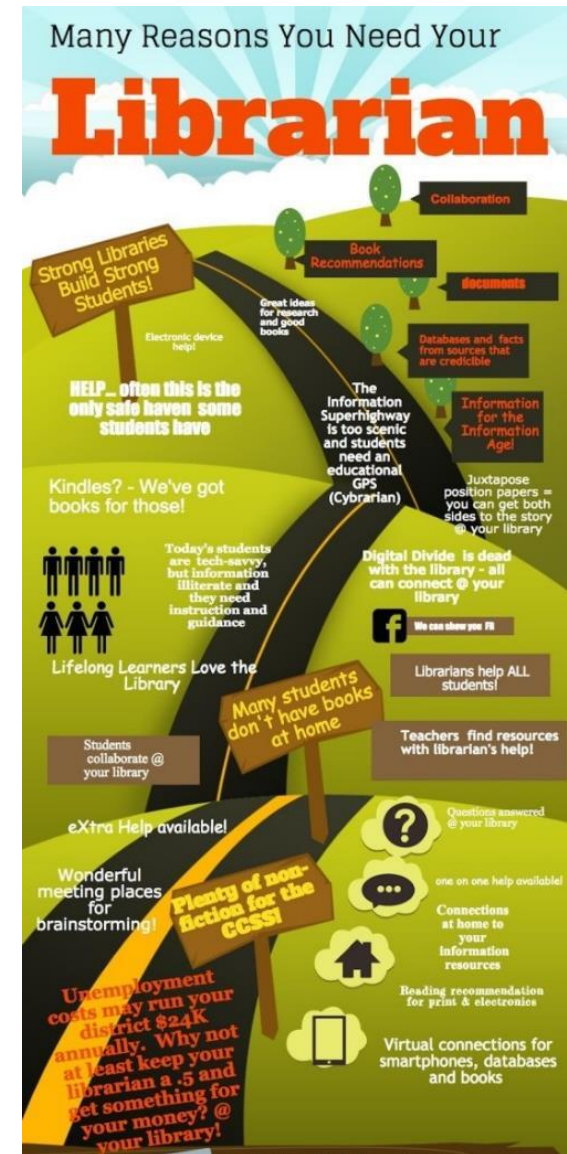 Many Reasons You Need Your
Librarian
Collaboration
Book
Recommendations
documents
Strong Libraries
Build Strong
Students!
Great ideas
for research
and good
books
Electronic device
help!
Databases and facts
from sources that
are credicible
HELP... often this is the
only safe haven some
students have
The
Information
Superhighway
is too scenic
and students
need an
educational
GPS
(Cybrarian)
Information
for the
Information
Age!
Kindles? - We've got
books for those!
Juxtapose
position papers =
you can get both
sides to the story
@ your library
Today's students
are tech-savvy,
but information
illiterate and
they need
instruction and
guidance
Digital Divide is dead
with the library - all
can connect @ your
library
f
We can show you FB
Lifelong Learners Love the
Library
Librarians help ALL
students!
Many students
don't have books
at home
Students
collaborate @
your library
Teachers find resources
with librarian's help!
eXtra Help available!
?
Questions answered
@ your library
Wonderful
meeting places
for
brainstorming!
Plenty of non-
fiction for the
CCSS!
one on one help available!
Connections
at home to
your
information
resources
Unemployment
costs may run your
district $24K
annually. Why not
at least keep your
librarian a .5 and
get something for
your money? @
your library!
Reading recommendation
for print & electronics
Virtual connections for
smartphones, databases
and books